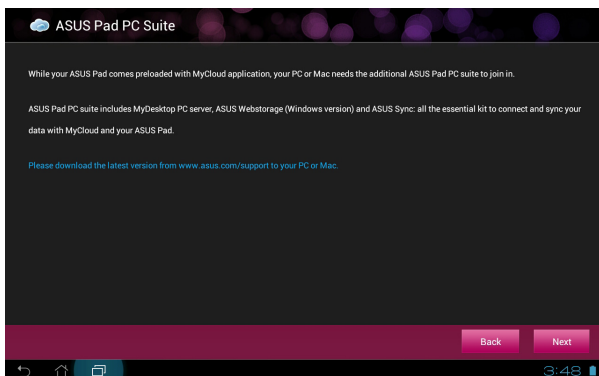 ASUS Pad PC Suite
While your ASUS Pad comes preloaded with MyCloud application, your PC or Mac needs the additional ASUS Pad PC suite to join in.
ASUS Pad PC suite includes MyDesktop PC server, ASUS Webstorage (Windows version) and ASUS Sync: all the essential kit to connect and sync your
data with MyCloud and your ASUS Pad.
Please download the latest version from www.asus.com/support to your PC or Mac.
Back Next
3:48